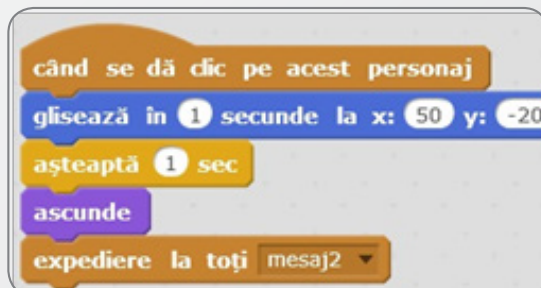 când se dă clic pe acest personaj
glisează în 1 secunde la x: 50 y: -20
așteaptă 1 sec
ascunde
expediere la toți mesaj2